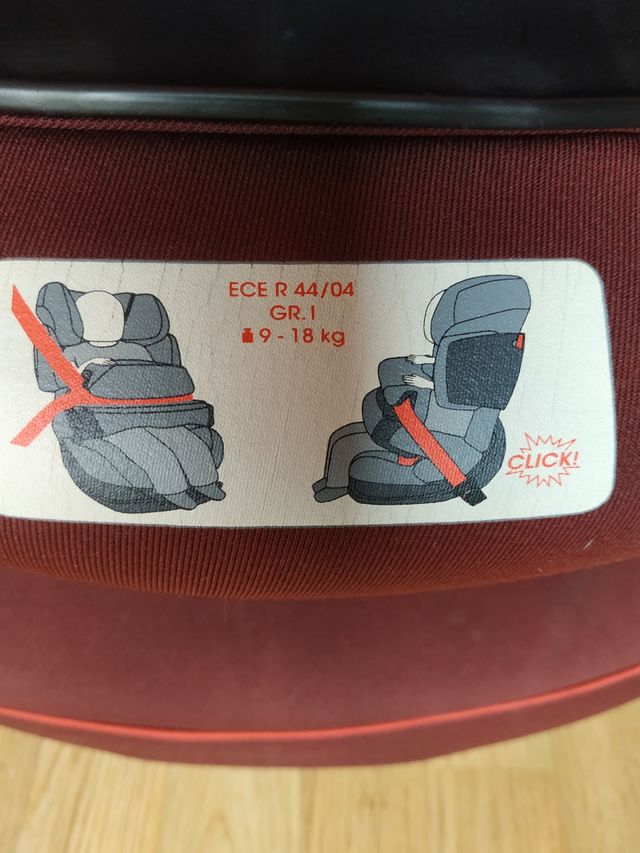 ECE R 44/04
GR. I
9 - 18 kg
CLICK!